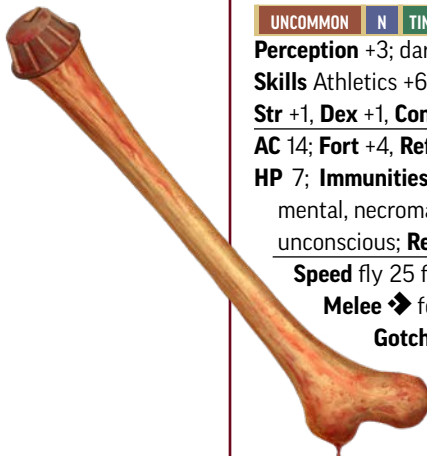 UNCOMMON N TIN
Perception +3; dar
Skills Athletics +6
Str +1, Dex +1, Con
AC 14; Fort +4, Ref
HP 7; Immunities
mental, necroma
unconscious; Re
Speed fly 25 f
Melee f
Gotch